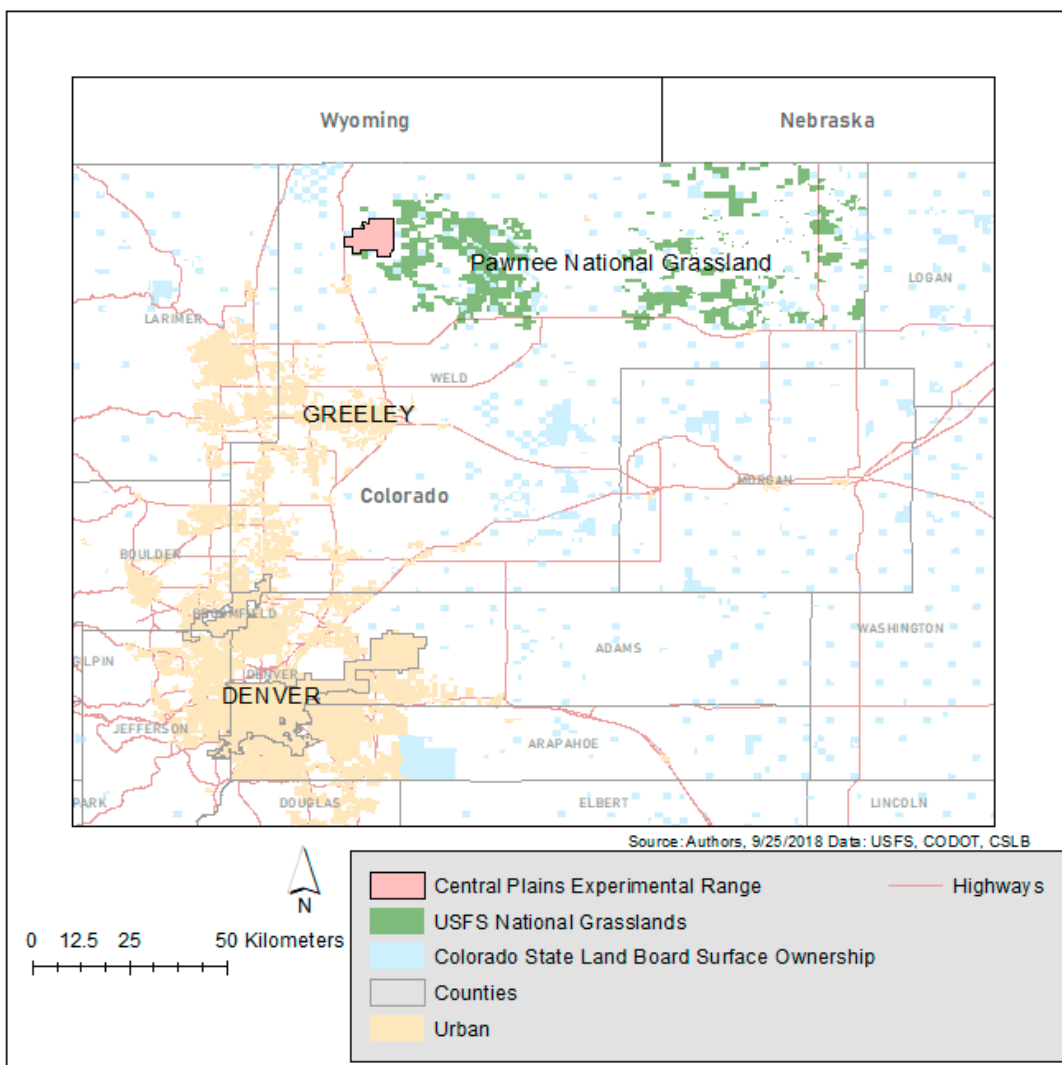 Wyoming
Nebraska
Pawnee National Grassland
LOGAN
LARIMER
WELD
GREELEY
MORGAN
Colorado
BOULDER
BROOMFIELD
WASHINGTON
ADAMS
GILPIN
DENVER
DENVER
JEFFERSON
ARAPAHOE
PARK
DOUGLAS
ELBERT
LINCOLN
Source: Authors, 9/25/2018 Data: USFS, CODOT, CSLB
N
0 12.5 25 50 Kilometers
Central Plains Experimental Range
Highways
USFS National Grasslands
Colorado State Land Board Surface Ownership
Counties
Urban